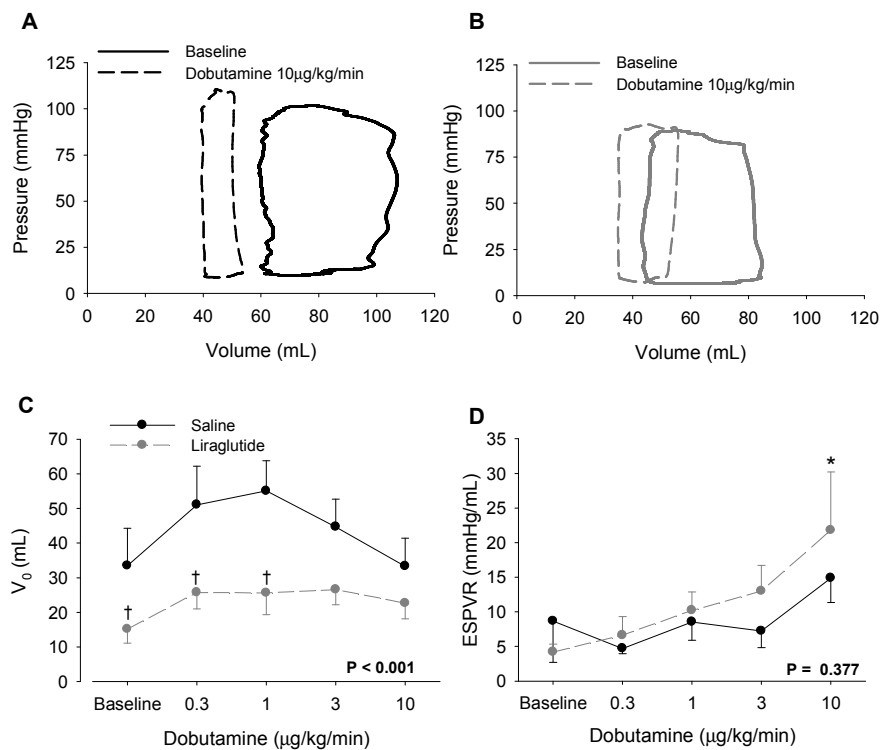 A
Baseline
Dobutamine 10µg/kg/min
125
100
75
50
25
0
Pressure (mmHg)
0 20 40 60 80 100 120
Volume (mL)
B
Baseline
Dobutamine 10µg/kg/min
125
100
75
50
25
0
Pressure (mmHg)
0 20 40 60 80 100 120
Volume (mL)
C
Saline
Liraglutide
70
60
50
40
30
20
10
0
V0 (mL)
† † †
P < 0.001
Baseline 0.3 1 3 10
Dobutamine (µg/kg/min)
D
35
30
25
20
15
10
5
0
ESPVR (mmHg/mL)
*
P = 0.377
Baseline 0.3 1 3 10
Dobutamine (µg/kg/min)